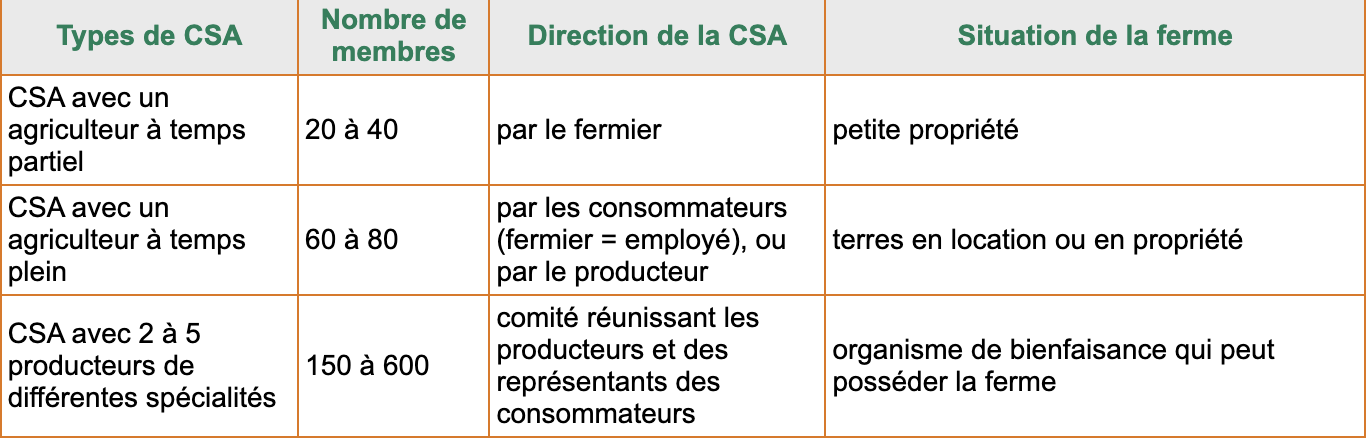 Types de CSA
Nombre de
membres
Direction de la CSA
Situation de la ferme
CSA avec un
agriculteur à temps
partiel
20 à 40
par le fermier
petite propriété
CSA avec un
agriculteur à temps
plein
60 à 80
par les consommateurs
(fermier = employé), ou
par le producteur
terres en location ou en propriété
CSA avec 2 à 5
producteurs de
différentes spécialités
150 à 600
comité réunissant les
producteurs et des
représentants des
consommateurs
organisme de bienfaisance qui peut
posséder la ferme